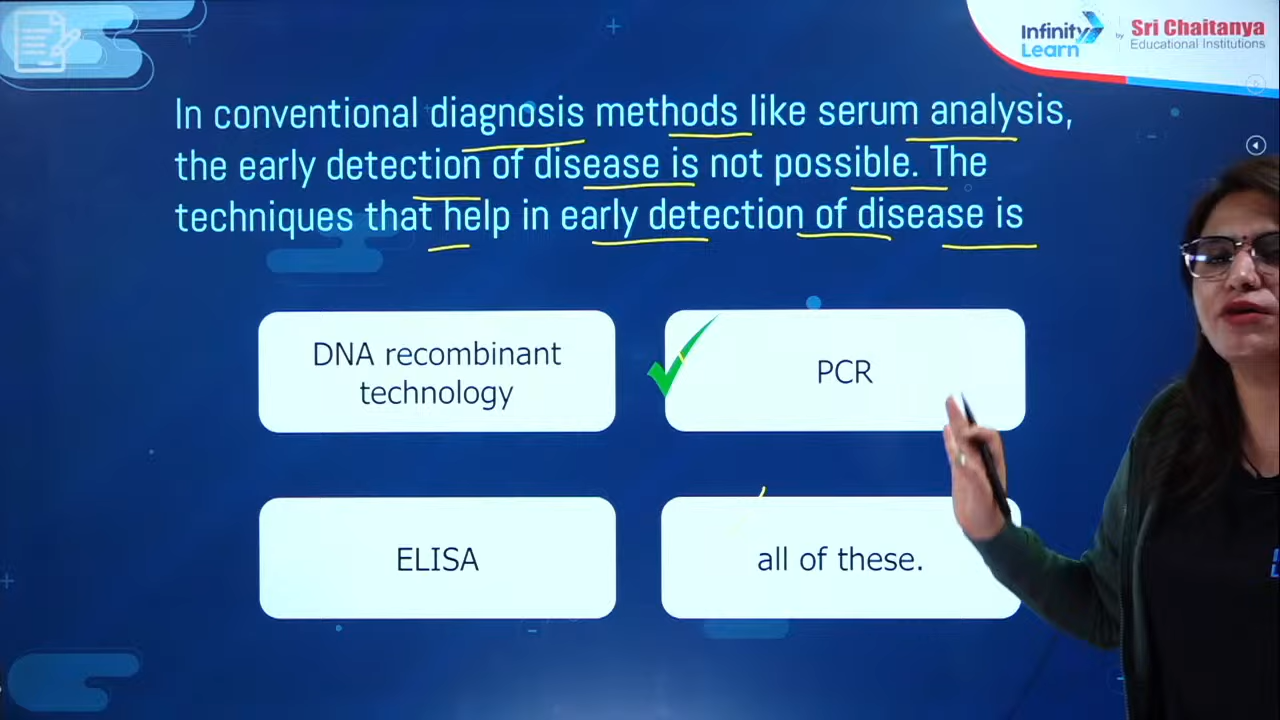 Infinity
Learn
by
Sri Chaitanya
Educational Institutions
In conventional diagnosis methods like serum analysis,
the early detection of disease is not possible. The
techniques that help in early detection of disease is
DNA recombinant
technology
PCR
ELISA
all of these.